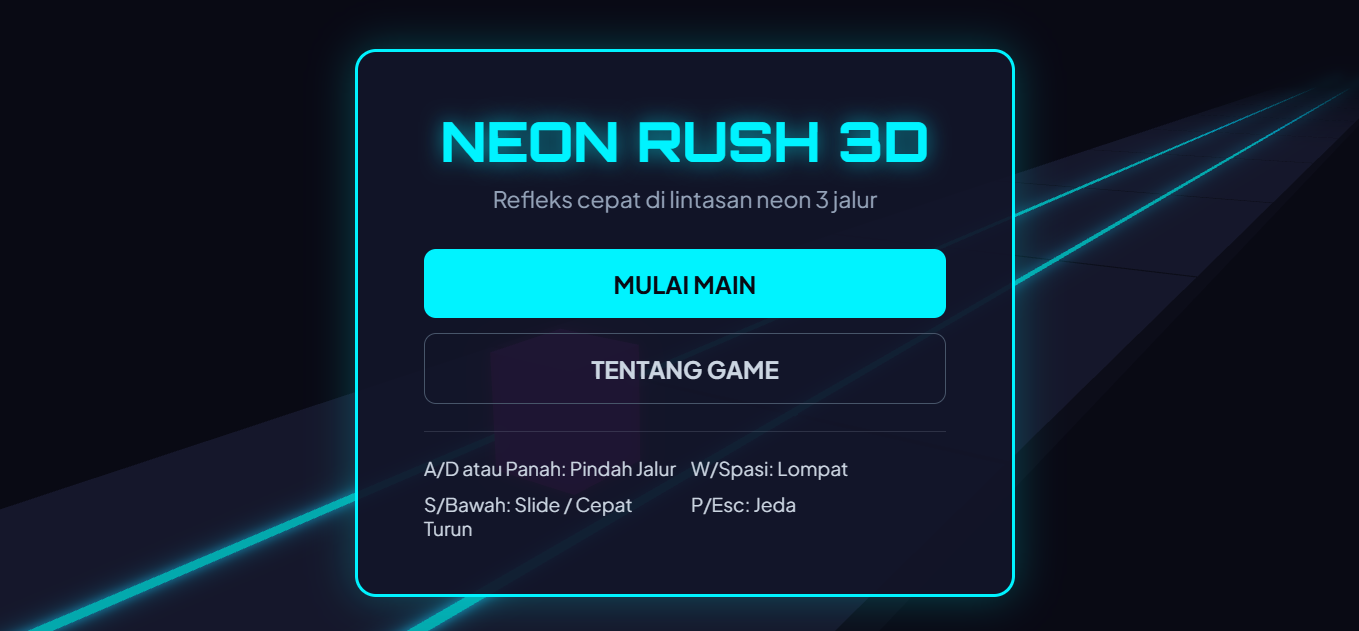 NEON RUSH 3D
Refleks cepat di lintasan neon 3 jalur
MULAI MAIN
TENTANG GAME
A/D atau Panah: Pindah Jalur
W/Spasi: Lompat
S/Bawah: Slide / Cepat
Turun
P/Esc: Jeda